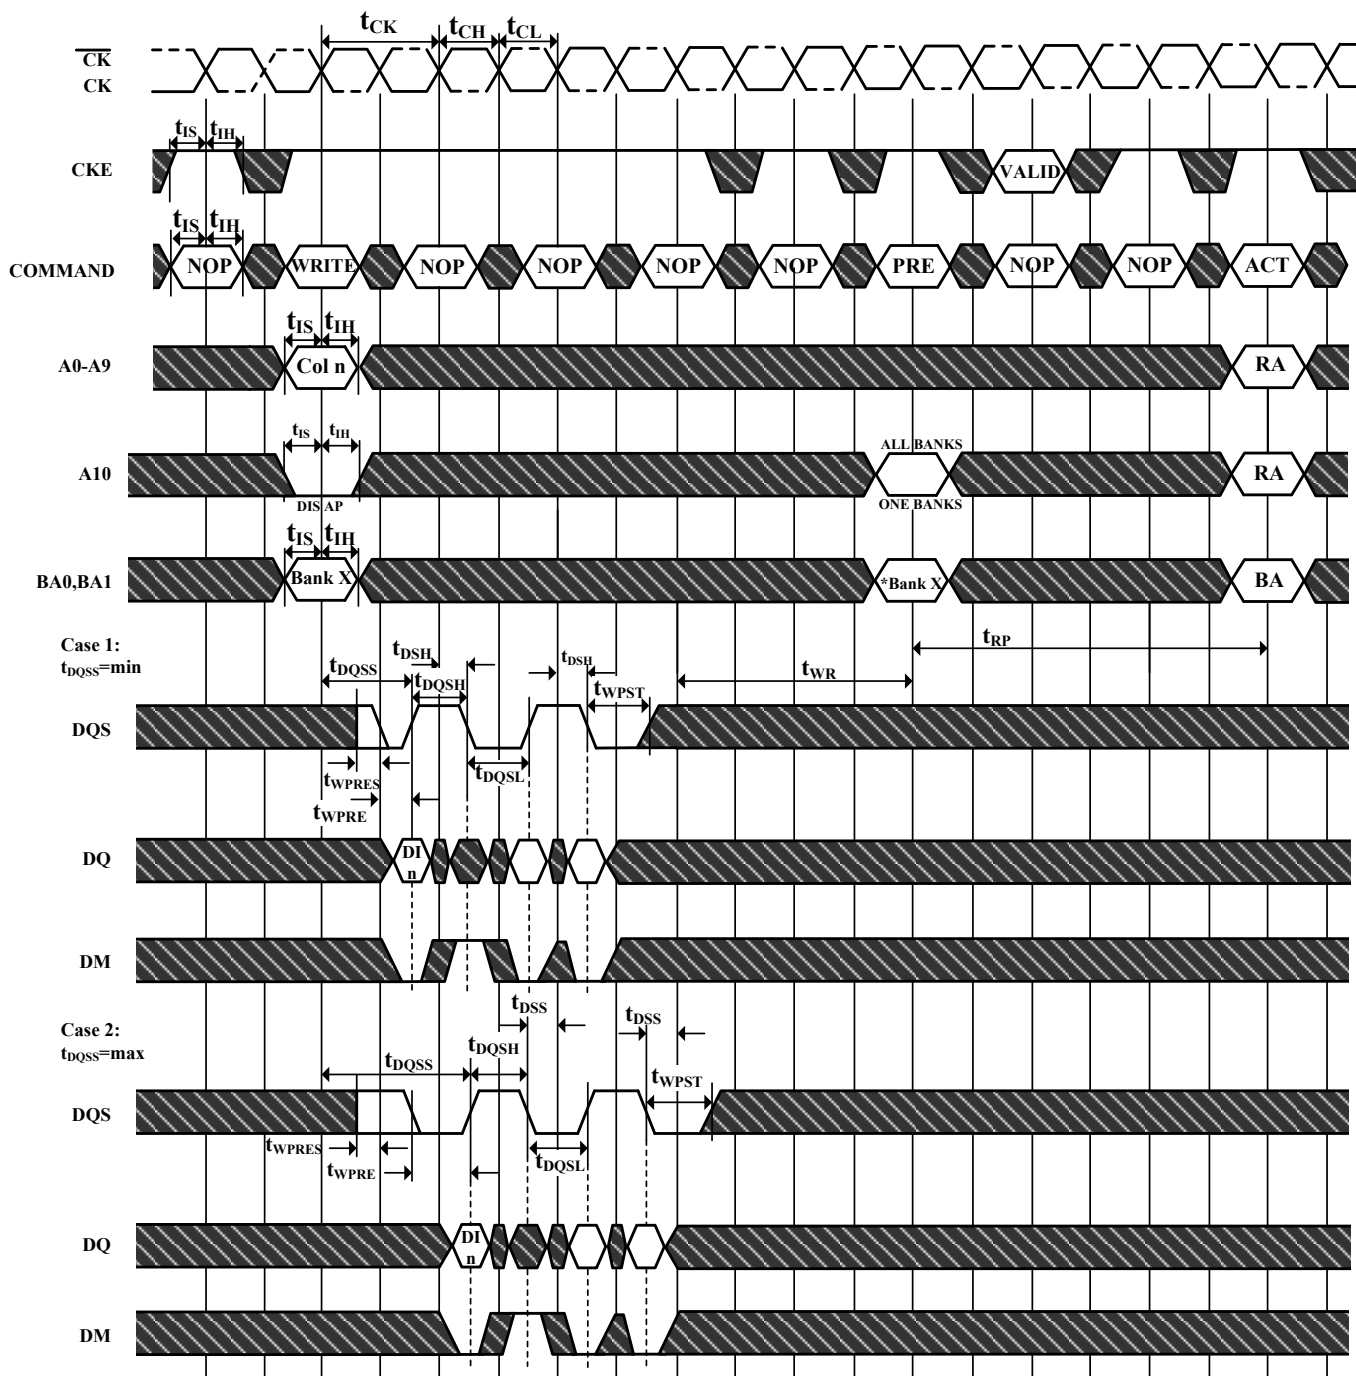 tCK tCH tCL
CK
CK
tIS tIH
CKE
VALID
tIS tIH
COMMAND
NOP WRITE NOP NOP NOP NOP PRE NOP NOP ACT
tIS tIH
A0-A9
Col n
RA
tIS tIH
ALL BANKS
A10
RA
DIS AP
ONE BANKS
tIS tIH
BA0,BA1
Bank X
*Bank X
BA
Case 1:
tDQSS=min
tDSH
tDSH
tRP
tDQSS
tDQSH
tWPST
tWR
DQS
tWPRES
tDQSL
tWPRE
DQ
DI
n
DM
tDSS
tDSS
Case 2:
tDQSS=max
tDQSS
tDQSH
tWPST
DQS
tWPRES
tWPRE
tDQSL
DQ
DI
n
DM